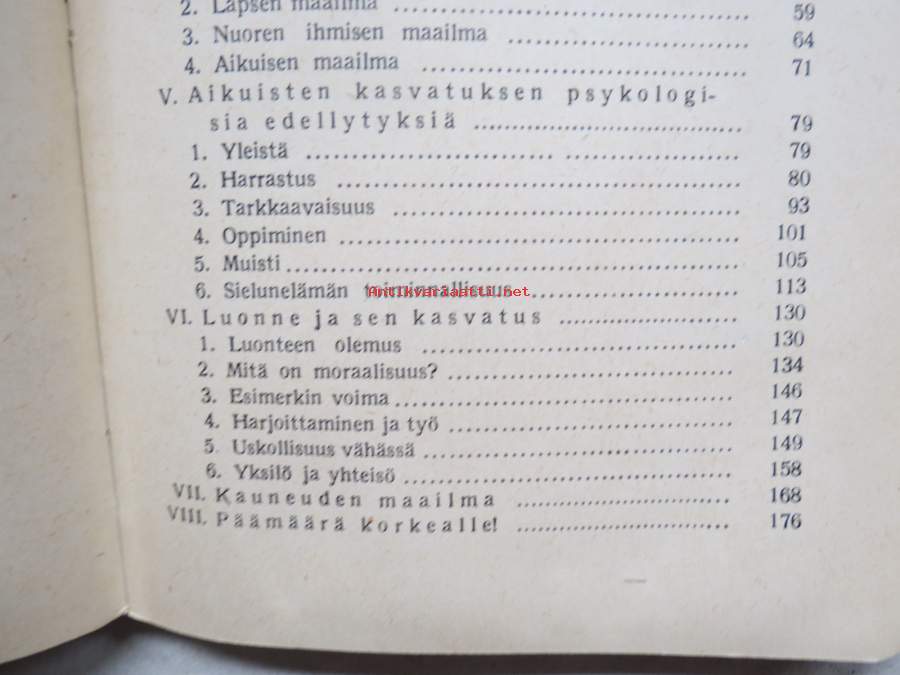 2. Lapsen maailma ........................................ 59
3. Nuoren ihmisen maailma .............................. 64
4. Aikuisen maailma ...................................... 71
V. Aikuisten kasvatuksen psykologi-
sia edellytyksiä ...................................... 79
1. Yleistä ...................................................... 79
2. Harrastus ................................................ 80
3. Tarkkaavaisuus ........................................ 93
4. Oppiminen .............................................. 101
5. Muisti ...................................................... 105
6. Sielunelämän toiminnallisuus ........................ 113
Antikvariaatti.net
VI. Luonne ja sen kasvatus ........................ 130
1. Luonteen olemus ...................................... 130
2. Mitä on moraalisuus? .................................. 134
3. Esimerkin voima ........................................ 146
4. Harjoittaminen ja työ .................................. 147
5. Uskollisuus vähässä .................................... 149
6. Yksilö ja yhteisö ........................................ 158
VII. Kauneuden maailma .............................. 168
VIII. Päämäärä korkealle! .............................. 176